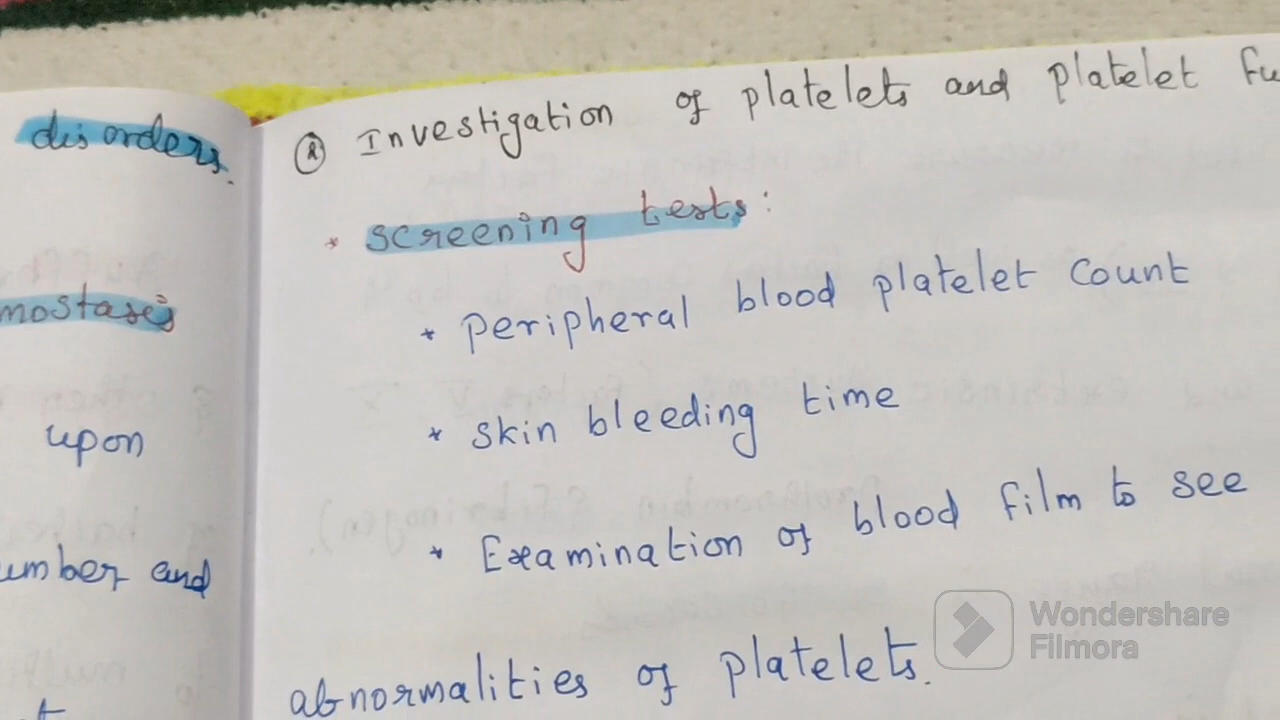 disorders.
mostasis
upon
umber and
② Investigation of platelets and platelet Fu
* screening tests:
* Peripheral blood platelet count
* skin bleeding time
* Examination of blood film to see
abnormalities of platelets.
Wondershare
Filmora